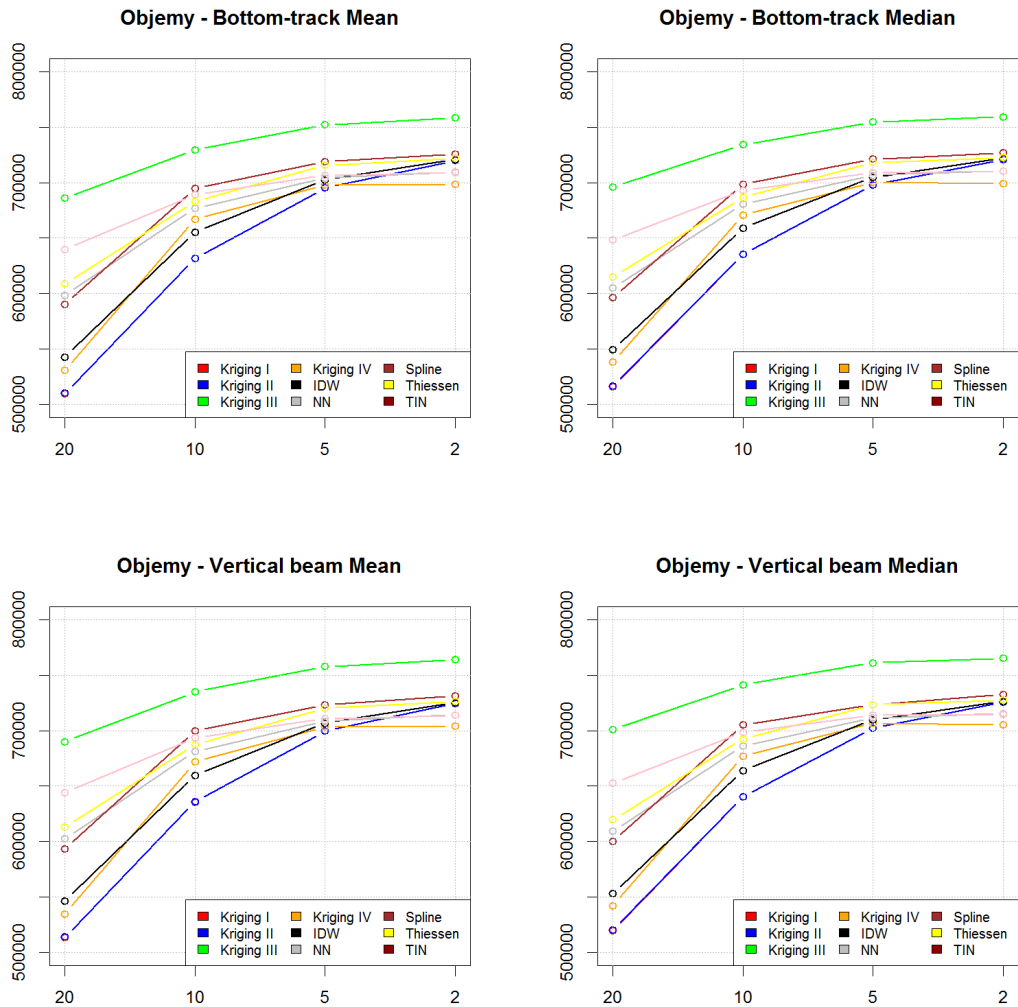 Objemy - Bottom-track Mean
800000
700000
600000
500000
Kriging I Kriging IV Spline
Kriging II IDW Thiessen
Kriging III NN TIN
20 10 5 2
Objemy - Bottom-track Median
800000
700000
600000
500000
Kriging I Kriging IV Spline
Kriging II IDW Thiessen
Kriging III NN TIN
20 10 5 2
Objemy - Vertical beam Mean
800000
700000
600000
500000
Kriging I Kriging IV Spline
Kriging II IDW Thiessen
Kriging III NN TIN
20 10 5 2
Objemy - Vertical beam Median
800000
700000
600000
500000
Kriging I Kriging IV Spline
Kriging II IDW Thiessen
Kriging III NN TIN
20 10 5 2